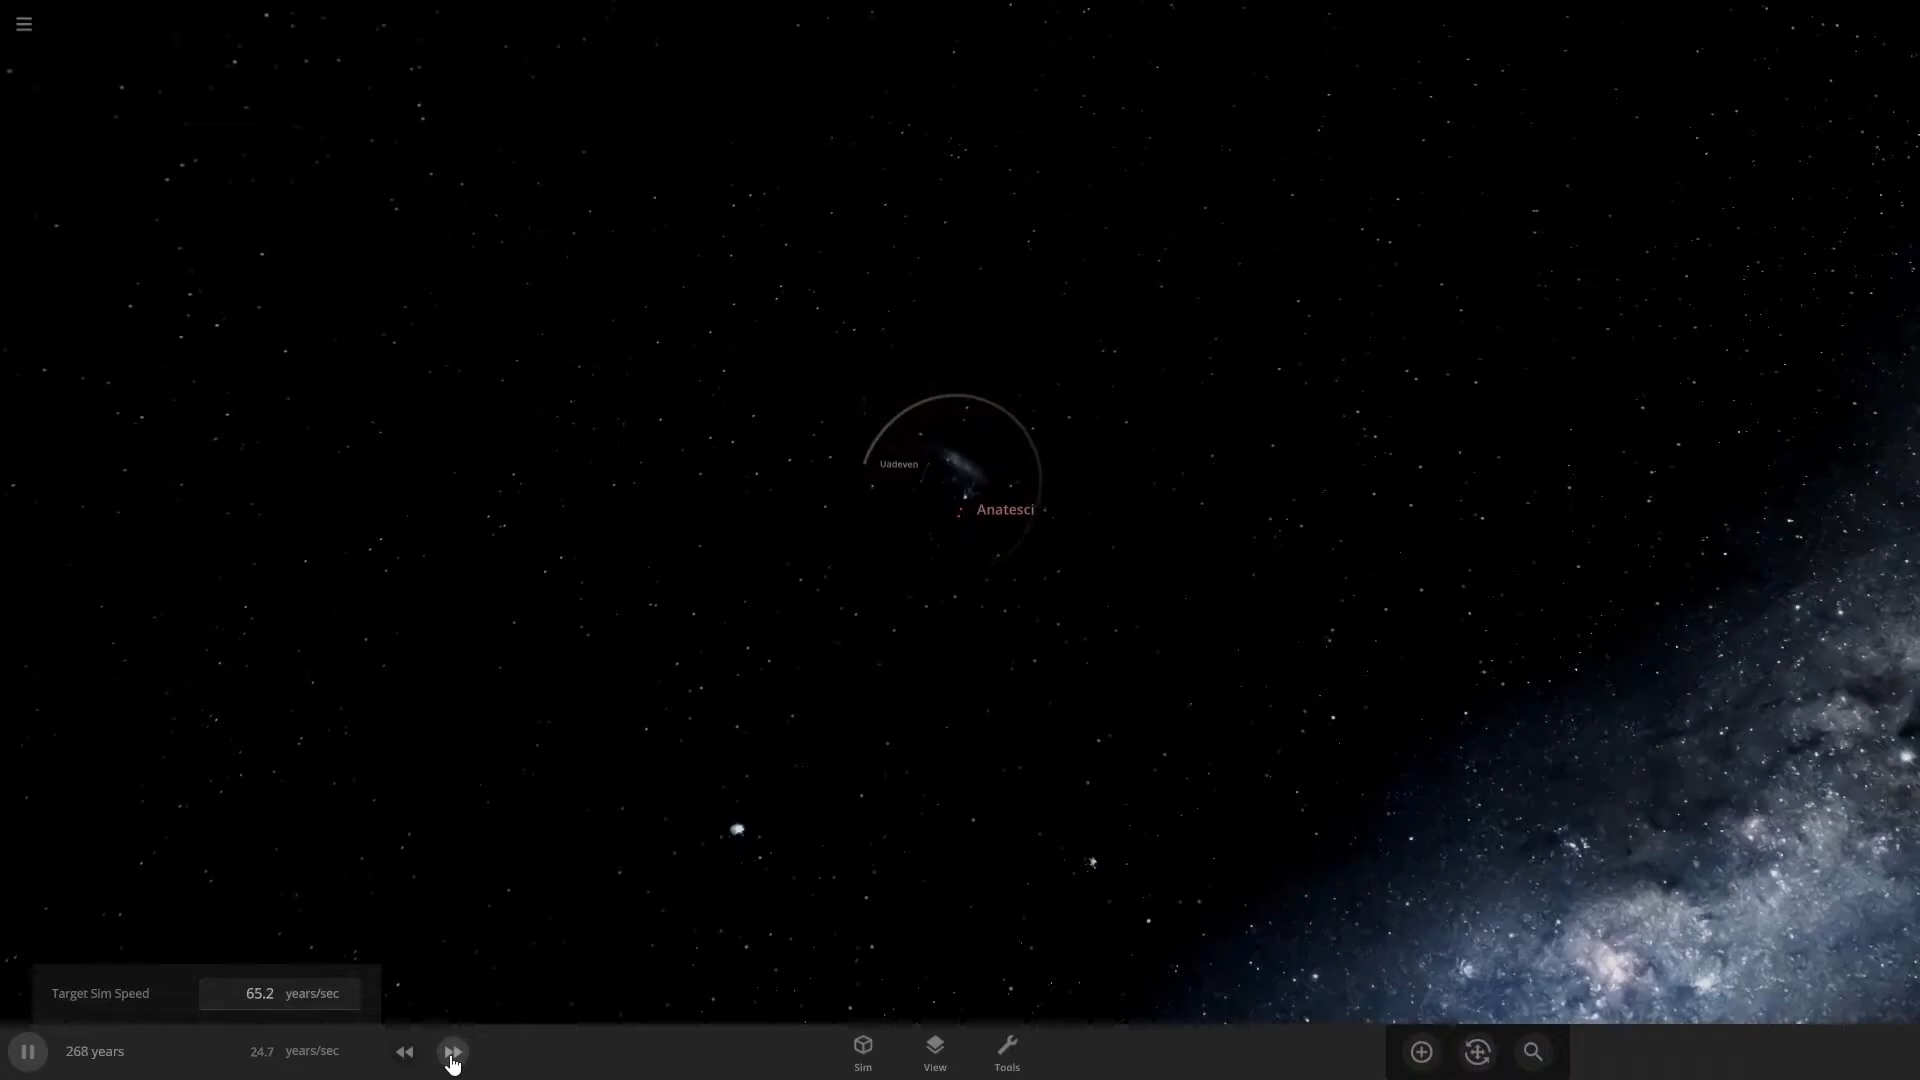 Uadeven
Anatesci
Target Sim Speed 65.2 years/sec
268 years 24.7 years/sec
Sim View Tools